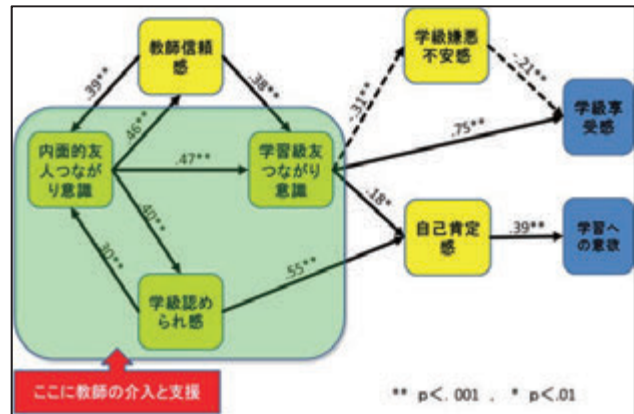 教師信頼
感
学級嫌悪
不安感
学級享
受感
.39**
.46**
.38**
-.31**
-.21**
.75**
内面的友
人つなが
り意識
.47**
学習級友
つながり
意識
.18*
.40**
.30**
.55**
自己肯定
感
.39**
学習へ
の意欲
学級認め
られ感
ここに教師の介入と支援
** p<.001 , * p<.01